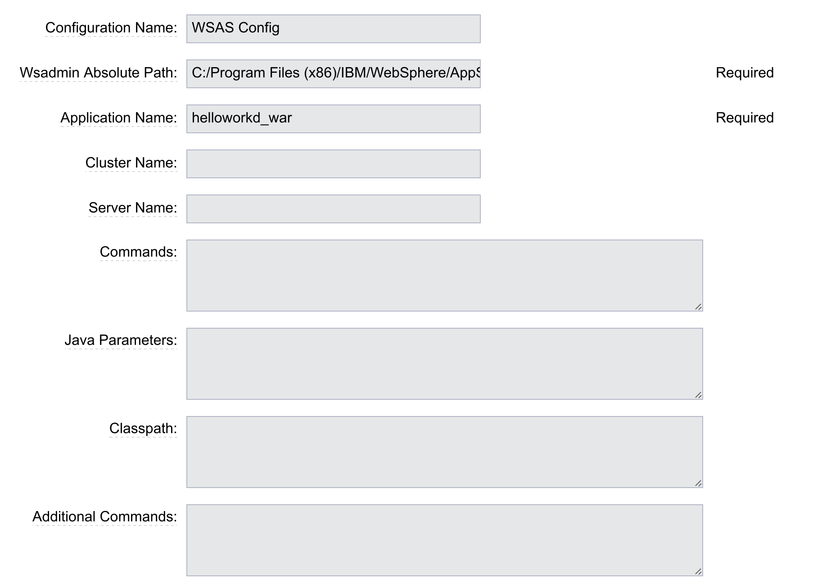 Configuration Name: WSAS Config
Wsadmin Absolute Path: C:/Program Files (x86)/IBM/WebSphere/App Required
Application Name: helloworkd_war Required
Cluster Name:
Server Name:
Commands:
Java Parameters:
Classpath:
Additional Commands: